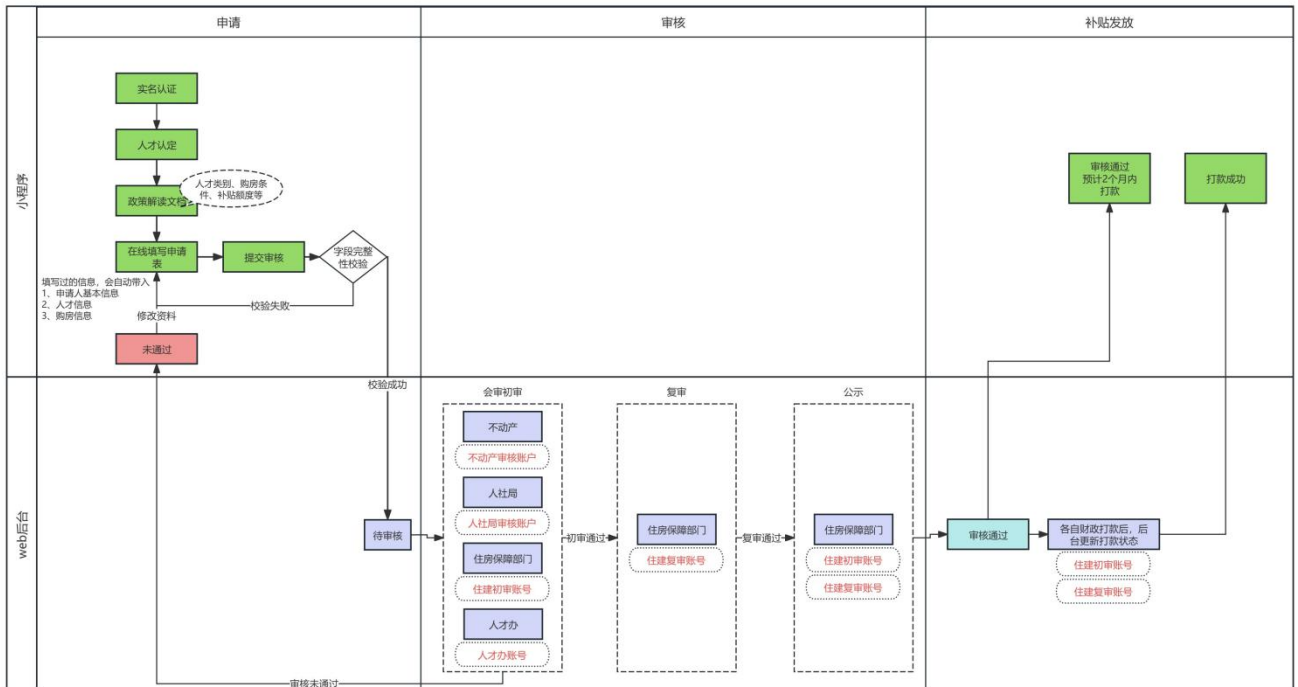 申请
审核
补贴发放
小程序
实名认证
人才认定
人才类别、购房条
件、补贴额度等
政策解读文档
在线填写申请
表
提交审核
字段完整
性校验
填写过的信息，会自动带入
1、申请人基本信息
2、人才信息
3、购房信息
校验失败
修改资料
未通过
审核通过
预计2个月内
打款
打款成功
web后台
校验成功
待审核
会审初审
不动产
不动产审核账户
人社局
人社局审核账户
住房保障部门
住建初审账号
人才办
人才办账号
初审通过
复审
住房保障部门
住建复审账号
复审通过
公示
住房保障部门
住建初审账号
住建复审账号
审核通过
各自财政打款后，后
台更新打款状态
住建初审账号
住建复审账号
审核未通过